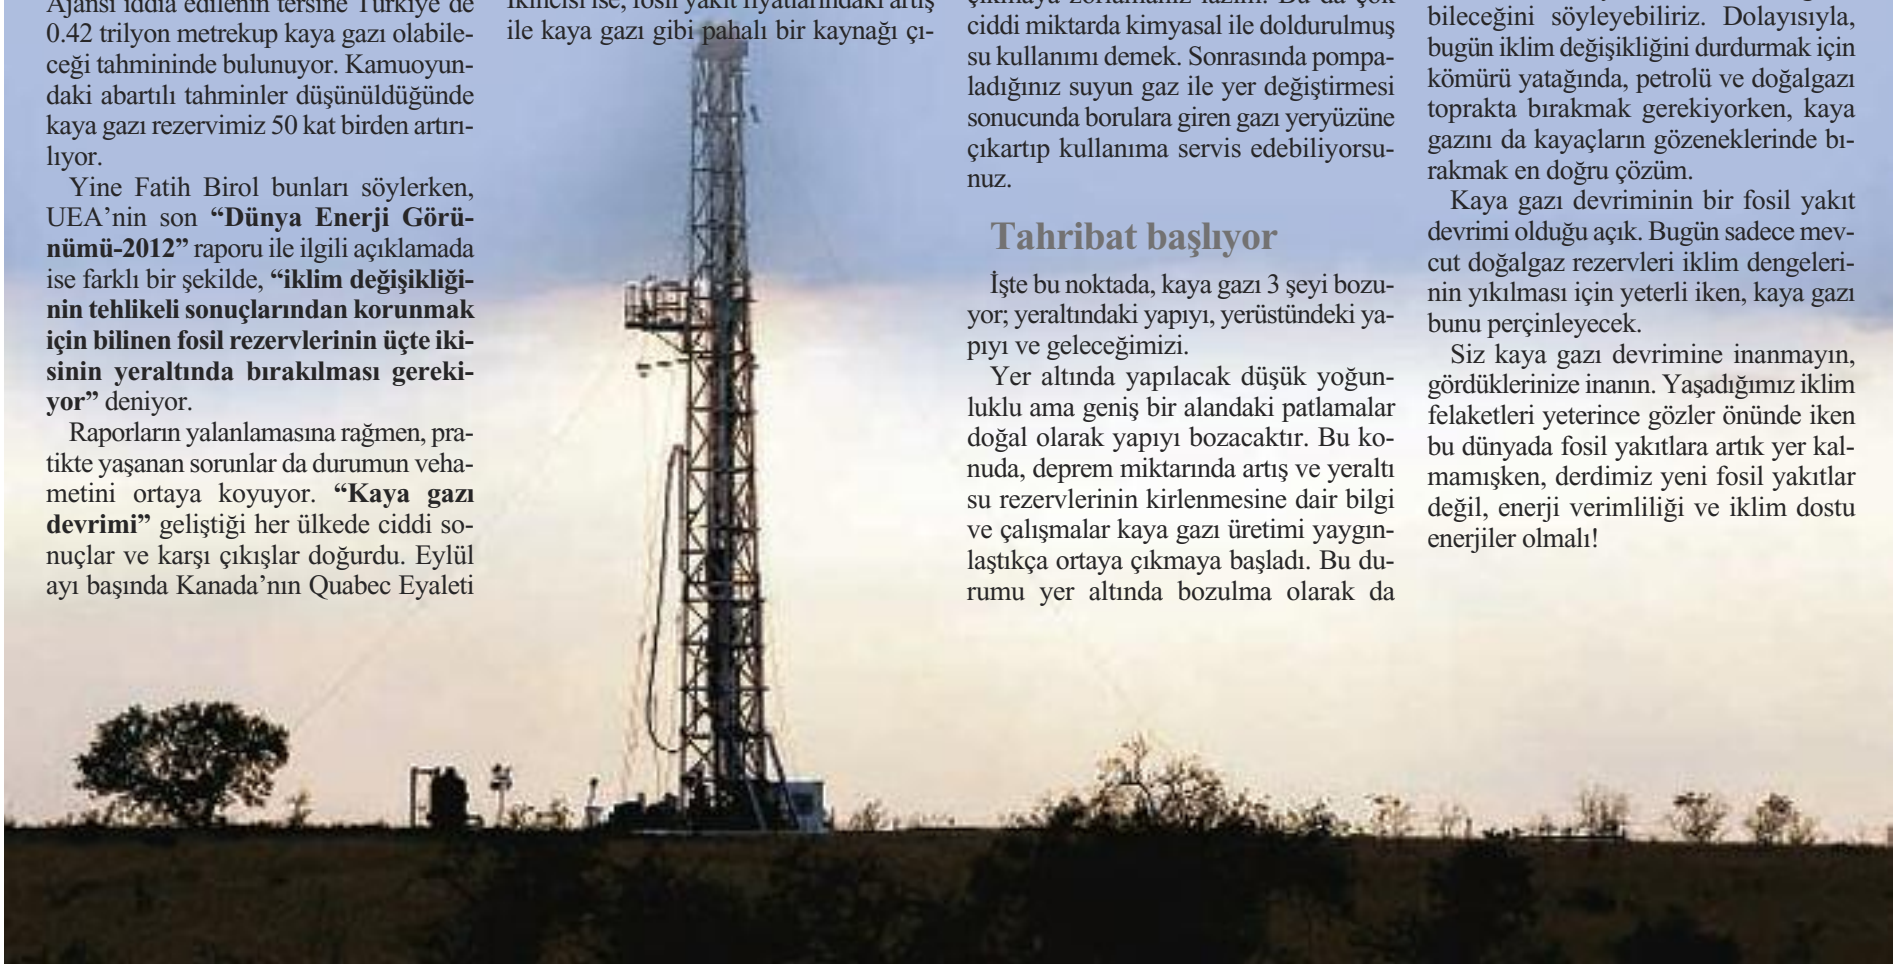 Ajansı iddia edilenin tersine Türkiye'de
0.42 trilyon metrekup kaya gazı olabile-
ceği tahmininde bulunuyor. Kamuoyun-
daki abartılı tahminler düşünüldüğünde
kaya gazı rezervimiz 50 kat birden artırı-
lıyor.
Yine Fatih Birol bunları söylerken,
UEA'nin son “Dünya Enerji Görü-
nümü-2012” raporu ile ilgili açıklamada
ise farklı bir şekilde, “iklim değişikliği-
nin tehlikeli sonuçlarından korunmak
için bilinen fosil rezervlerinin üçte iki-
sinin yeraltında bırakılması gereki-
yor” deniyor.
Raporların yalanlamasına rağmen, pra-
tikte yaşanan sorunlar da durumun veha-
metini ortaya koyuyor. “Kaya gazı
devrimi” geliştiği her ülkede ciddi so-
nuçlar ve karşı çıkışlar doğurdu. Eylül
ayı başında Kanada'nın Quabec Eyaleti
İkincisi ise, fosil yakıt fiyatlarındaki artış
ile kaya gazı gibi pahalı bir kaynağı çı-
çıkmaya zorlamanız lazım. Bu da çok
ciddi miktarda kimyasal ile doldurulmuş
su kullanımı demek. Sonrasında pompa-
ladığınız suyun gaz ile yer değiştirmesi
sonucunda borulara giren gazı yeryüzüne
çıkartıp kullanıma servis edebiliyorsu-
nuz.
Tahribat başlıyor
İşte bu noktada, kaya gazı 3 şeyi bozu-
yor; yeraltındaki yapıyı, yerüstündeki ya-
pıyı ve geleceğimizi.
Yer altında yapılacak düşük yoğun-
luklu ama geniş bir alandaki patlamalar
doğal olarak yapıyı bozacaktır. Bu ko-
nuda, deprem miktarında artış ve yeraltı
su rezervlerinin kirlenmesine dair bilgi
ve çalışmalar kaya gazı üretimi yaygın-
laştıkça ortaya çıkmaya başladı. Bu du-
rumu yer altında bozulma olarak da
bileceğini söyleyebiliriz. Dolayısıyla,
bugün iklim değişikliğini durdurmak için
kömürü yatağında, petrolü ve doğalgazı
toprakta bırakmak gerekiyorken, kaya
gazını da kayaçların gözeneklerinde bı-
rakmak en doğru çözüm.
Kaya gazı devriminin bir fosil yakıt
devrimi olduğu açık. Bugün sadece mev-
cut doğalgaz rezervleri iklim dengeleri-
nin yıkılması için yeterli iken, kaya gazı
bunu perçinleyecek.
Siz kaya gazı devrimine inanmayın,
gördüklerinize inanın. Yaşadığımız iklim
felaketleri yeterince gözler önünde iken
bu dünyada fosil yakıtlara artık yer kal-
mamışken, derdimiz yeni fosil yakıtlar
değil, enerji verimliliği ve iklim dostu
enerjiler olmalı!